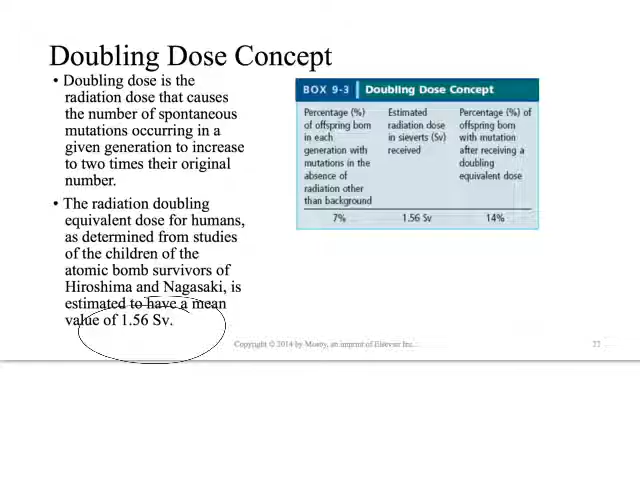 Doubling Dose Concept
• Doubling dose is the
radiation dose that causes
the number of spontaneous
mutations occurring in a
given generation to increase
to two times their original
number.
• The radiation doubling
equivalent dose for humans,
as determined from studies
of the children of the
atomic bomb survivors of
Hiroshima and Nagasaki, is
estimated to have a mean
value of 1.56 Sv.
BOX 9-3 Doubling Dose Concept
Percentage (%)
of offspring born
in each
generation with
mutations in the
absence of
radiation other
than background
Estimated
radiation dose
in sieverts (Sv)
received
Percentage (%) of
offspring born
with mutation
after receiving a
doubling
equivalent dose
7% 1.56 Sv 14%
Copyright © 2014 by Mosby, an imprint of Elsevier Inc.